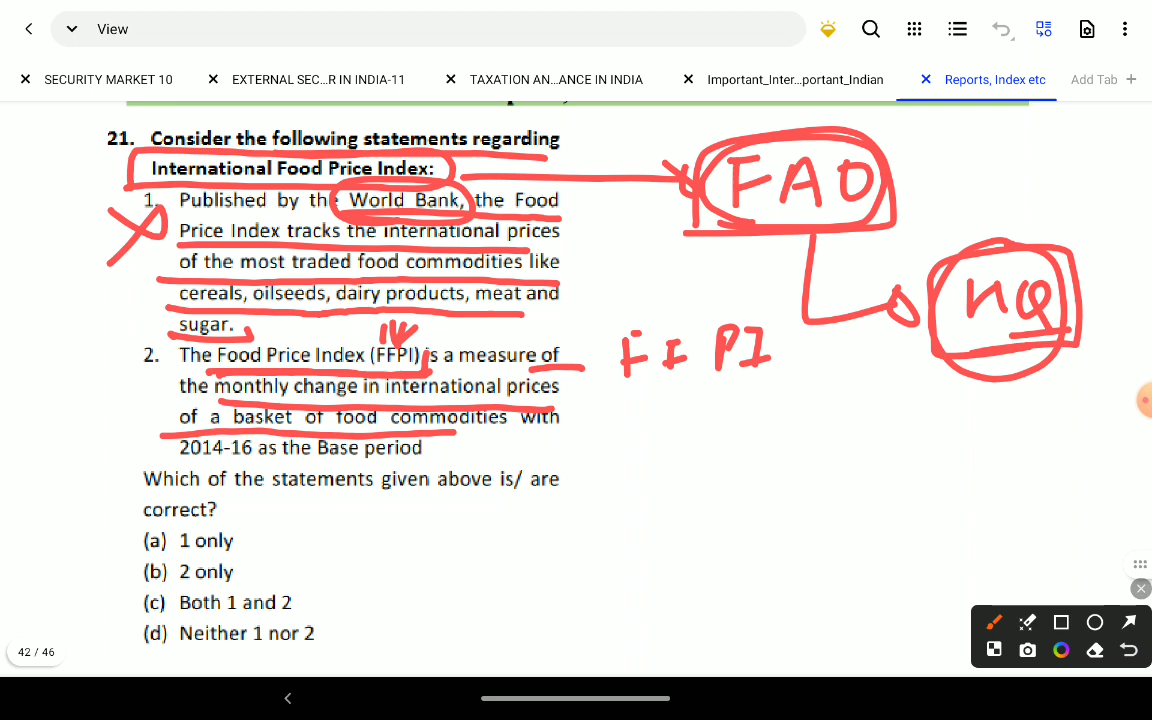 View
SECURITY MARKET 10
EXTERNAL SEC...R IN INDIA-11
TAXATION AN...ANCE IN INDIA
Important_Inter...portant_Indian
Reports, Index etc
Add Tab +
21. Consider the following statements regarding
International Food Price Index:
1. Published by the World Bank, the Food
Price Index tracks the international prices
of the most traded food commodities like
cereals, oilseeds, dairy products, meat and
sugar.
2. The Food Price Index (FFPI) is a measure of
the monthly change in international prices
of a basket of food commodities with
2014-16 as the Base period
Which of the statements given above is/ are
correct?
(a) 1 only
(b) 2 only
(c) Both 1 and 2
(d) Neither 1 nor 2
FAO
HQ
FFPI
42 / 46